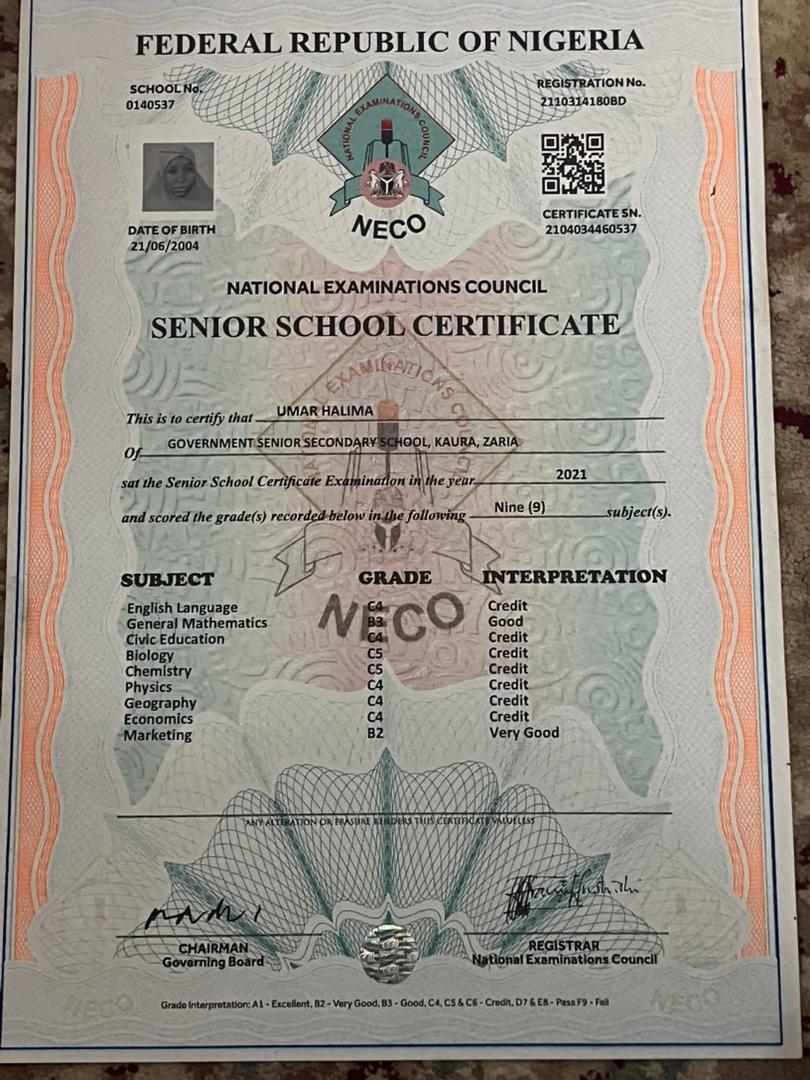 FEDERAL REPUBLIC OF NIGERIA
SCHOOL No.
0140537
REGISTRATION No.
2110314180BD
NATIONAL EXAMINATIONS COUNCIL
NECO
DATE OF BIRTH
21/06/2004
CERTIFICATE SN.
2104034460537
NATIONAL EXAMINATIONS COUNCIL
SENIOR SCHOOL CERTIFICATE
This is to certify that UMAR HALIMA
Of GOVERNMENT SENIOR SECONDARY SCHOOL, KAURA, ZARIA
sat the Senior School Certificate Examination in the year 2021
and scored the grade(s) recorded below in the following Nine (9) subject(s).
SUBJECT GRADE INTERPRETATION
English Language C4 Credit
General Mathematics B3 Good
Civic Education C4 Credit
Biology C5 Credit
Chemistry C5 Credit
Physics C4 Credit
Geography C4 Credit
Economics C4 Credit
Marketing B2 Very Good
NECO
ANY ALTERATION OR ERASURE RENDERS THIS CERTIFICATE VALUELESS
CHAIRMAN
Governing Board
REGISTRAR
National Examinations Council
Grade Interpretation: A1 - Excellent, B2 - Very Good, B3 - Good, C4, C5 & C6 - Credit, D7 & E8 - Pass F9 - Fail
NECO
NECO